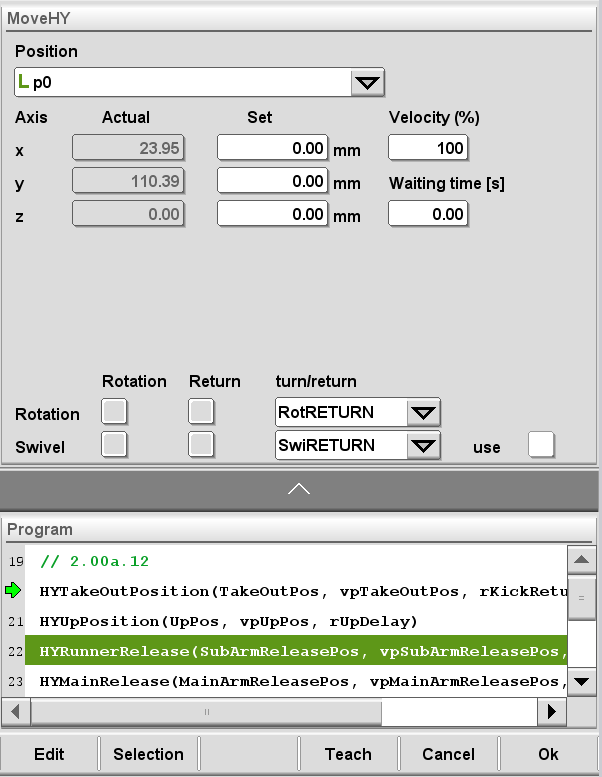 MoveHY
Position
L p0
Axis Actual Set Velocity (%)
x 23.95 0.00 mm 100
y 110.39 0.00 mm Waiting time [s]
z 0.00 0.00 mm 0.00
Rotation Return turn/return
Rotation RotRETURN
Swivel SwiRETURN use
Program
19 // 2.00a.12
HYTakeOutPosition(TakeOutPos, vpTakeOutPos, rKickRetu
21 HYUpPosition(UpPos, vpUpPos, rUpDelay)
22 HYRunnerRelease(SubArmReleasePos, vpSubArmReleasePos,
23 HYMainRelease(MainArmReleasePos, vpMainArmReleasePos,
Edit Selection Teach Cancel Ok